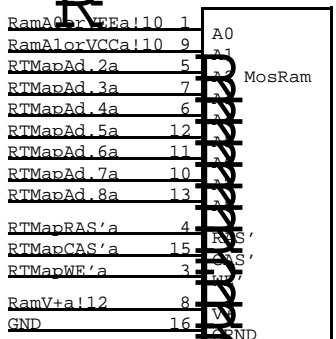 RamA0orVEEa!10 1 A0
RamA1orVCCa!10 9 A1
RTMapAd.2a 5
MosRam
RTMapAd.3a 7
RTMapAd.4a 6
RTMapAd.5a 12
RTMapAd.6a 11
RTMapAd.7a 10
RTMapAd.8a 13
RTMapRAS'a 4 RAS'
RTMapCAS'a 15 CAS'
RTMapWE'a 3 WE'
RamV+a!12 8 V+
GND 16 GRND